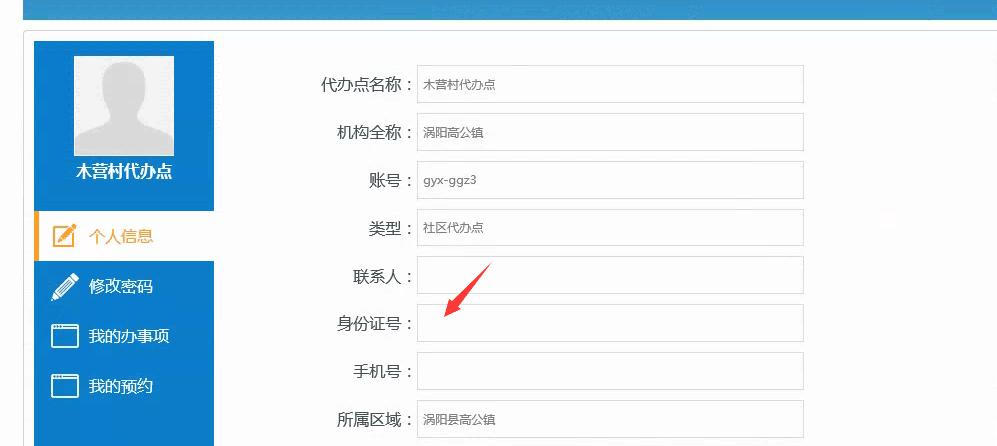 木营村代办点
个人信息
修改密码
我的办事项
我的预约
代办点名称：木营村代办点
机构全称：涡阳高公镇
账号：gyx-ggz3
类型：社区代办点
联系人：
身份证号：
手机号：
所属区域：涡阳县高公镇